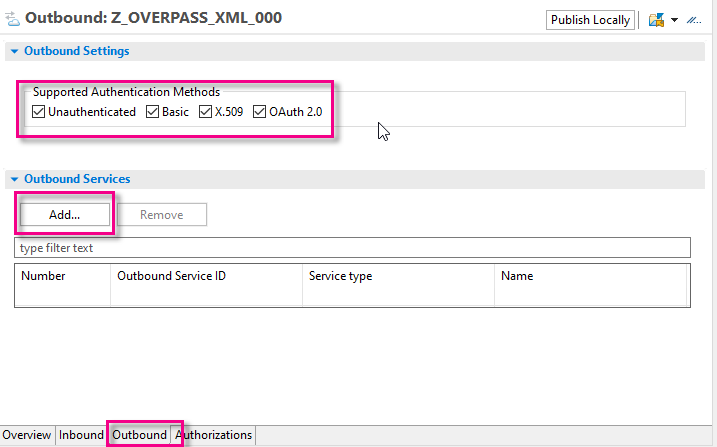 Outbound: Z_OVERPASS_XML_000
Publish Locally
Outbound Settings
Supported Authentication Methods
Unauthenticated Basic X.509 OAuth 2.0
Outbound Services
Add... Remove
type filter text
Number Outbound Service ID Service type Name
Overview Inbound Outbound Authorizations